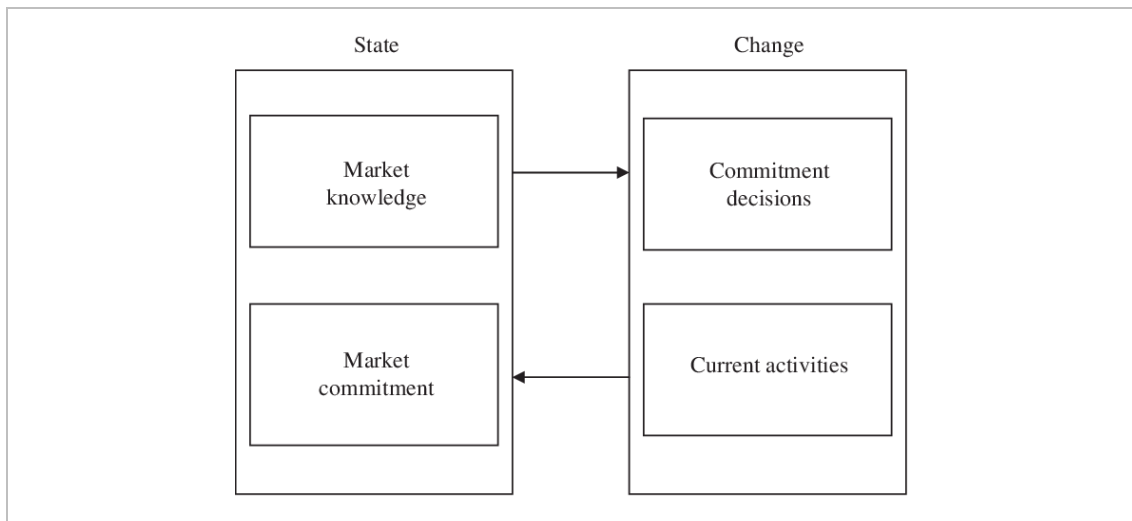 State
Change
Market
knowledge
Commitment
decisions
Market
commitment
Current activities